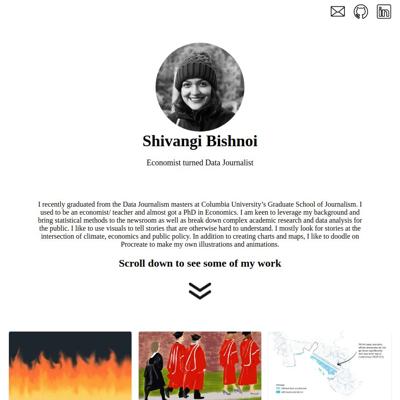 Shivangi Bishnoi
Economist turned Data Journalist
I recently graduated from the Data Journalism masters at Columbia University's Graduate School of Journalism. I
used to be an economist/ teacher and almost got a PhD in Economics. I am keen to leverage my background and
bring statistical methods to the newsroom as well as break down complex academic research and data analysis for
the public. I like to use visuals to tell stories that are otherwise hard to understand. I mostly look for stories at the
intersection of climate, economics and public policy. In addition to creating charts and maps, I like to doodle on
Procreate to make my own illustrations and animations.
Scroll down to see some of my work